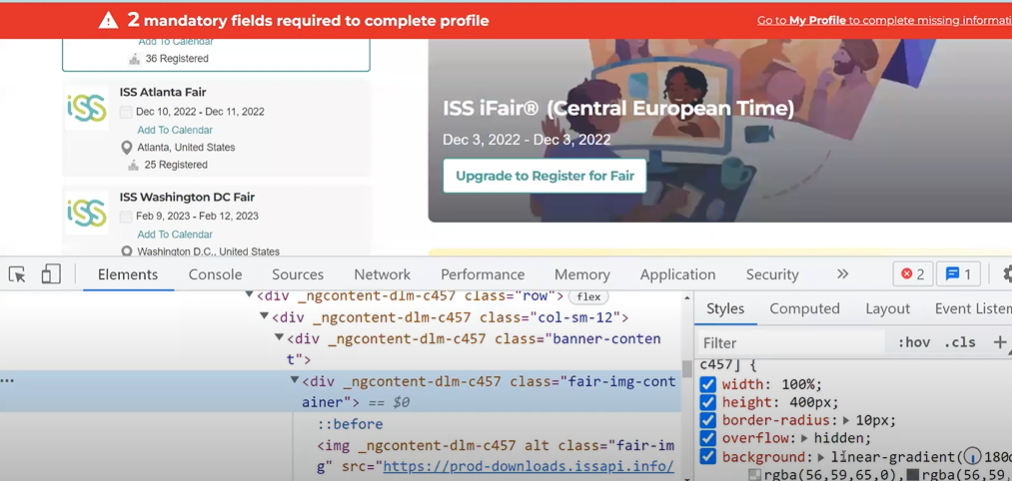 2 mandatory fields required to complete profile
Go to My Profile to complete missing informati
Add To Calendar
36 Registered
ISS Atlanta Fair
iSS
Dec 10, 2022 - Dec 11, 2022
Add To Calendar
Atlanta, United States
25 Registered
ISS Washington DC Fair
iSS
Feb 9, 2023 - Feb 12, 2023
Add To Calendar
Washington D.C., United States
ISS iFair® (Central European Time)
Dec 3, 2022 - Dec 3, 2022
Upgrade to Register for Fair
Elements Console Sources Network Performance Memory Application Security » 2 1
<div _ngcontent-dlm-c457 class="row"> flex
<div _ngcontent-dlm-c457 class="col-sm-12">
<div _ngcontent-dlm-c457 class="banner-conten
t">
<div _ngcontent-dlm-c457 class="fair-img-cont
ainer"> == $0
::before
<img _ngcontent-dlm-c457 alt class="fair-im
g" src="https://prod-downloads.issapi.info/
Styles Computed Layout Event Listen
Filter :hov .cls +
c457] {
width: 100%;
height: 400px;
border-radius: 10px;
overflow: hidden;
background: linear-gradient(180d
rgba(56,59,65,0), rgba(56,59